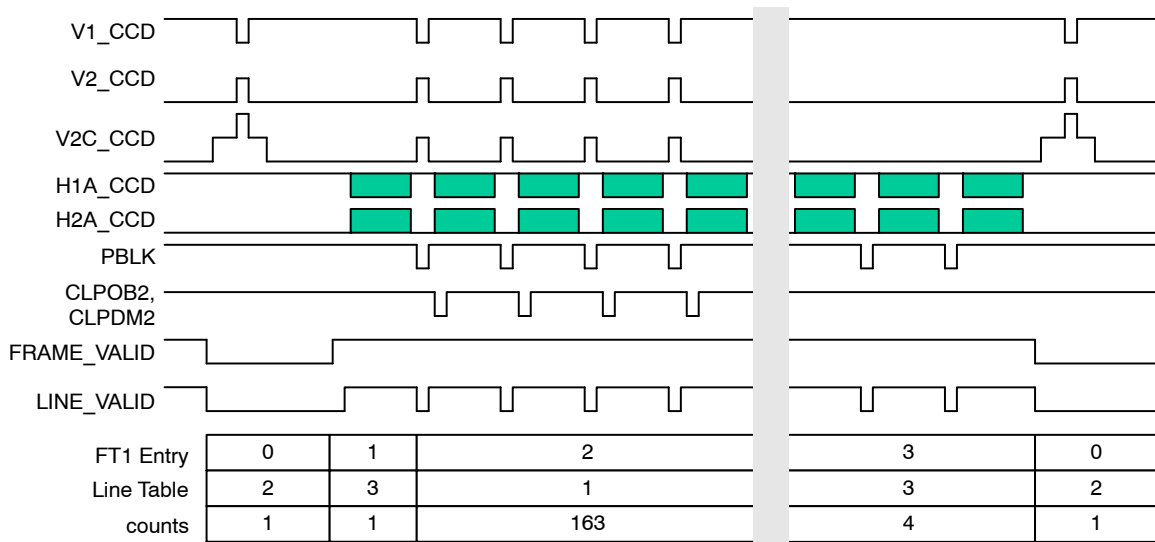 V1_CCD
V2_CCD
V2C_CCD
H1A_CCD
H2A_CCD
PBLK
CLPOB2,
CLPDM2
FRAME_VALID
LINE_VALID
FT1 Entry 0 1 2 3 0
Line Table 2 3 1 3 2
counts 1 1 163 4 1